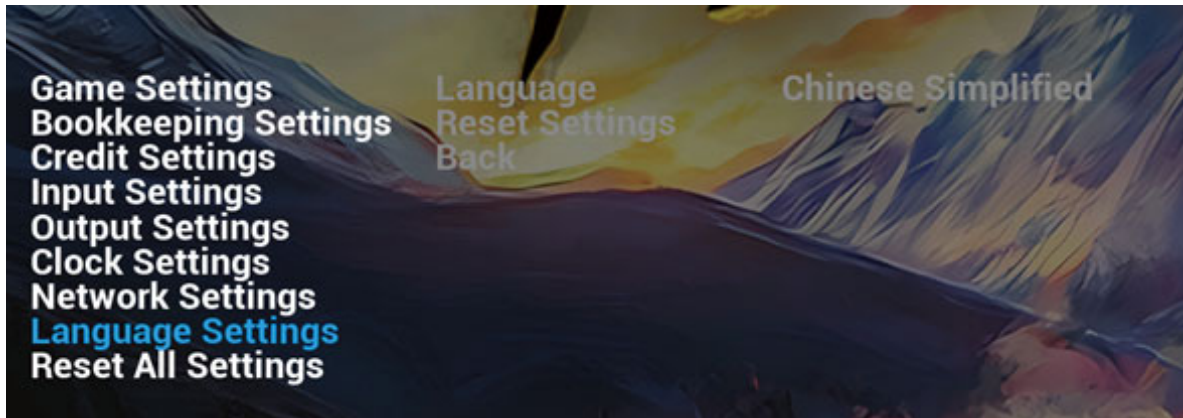 Game Settings
Bookkeeping Settings
Credit Settings
Input Settings
Output Settings
Clock Settings
Network Settings
Language Settings
Reset All Settings
Language
Reset Settings
Back
Chinese Simplified